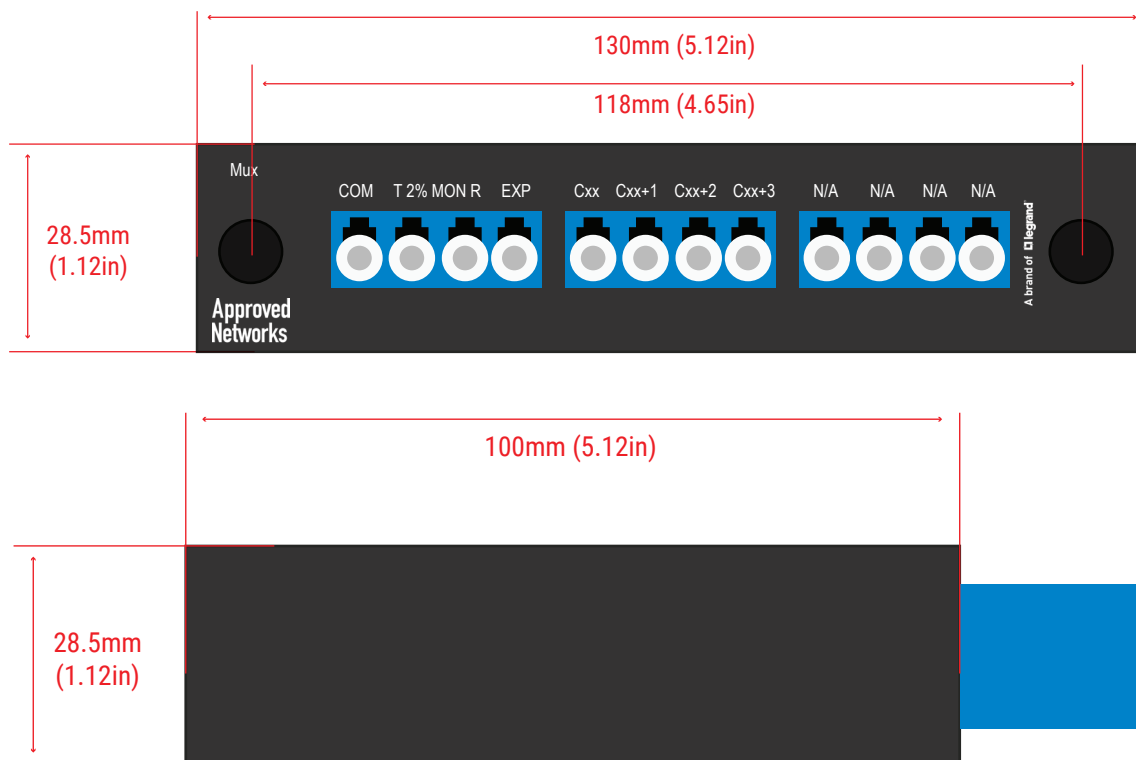 130mm (5.12in)
118mm (4.65in)
Mux
COM T 2% MON R EXP Cxx Cxx+1 Cxx+2 Cxx+3 N/A N/A N/A N/A
28.5mm
(1.12in)
A brand of legrand
Approved
Networks
100mm (5.12in)
28.5mm
(1.12in)